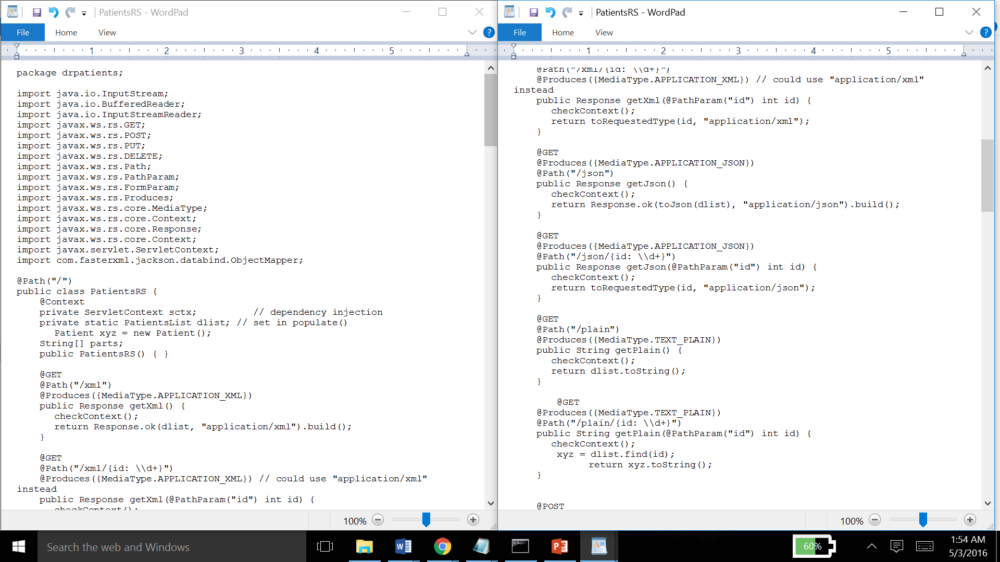 PatientsRS - WordPad
File Home View
1 2 3 4 5
package drpatients;
import java.io.InputStream;
import java.io.BufferedReader;
import java.io.InputStreamReader;
import javax.ws.rs.GET;
import javax.ws.rs.POST;
import javax.ws.rs.PUT;
import javax.ws.rs.DELETE;
import javax.ws.rs.Path;
import javax.ws.rs.PathParam;
import javax.ws.rs.FormParam;
import javax.ws.rs.Produces;
import javax.ws.rs.core.MediaType;
import javax.ws.rs.core.Context;
import javax.ws.rs.core.Response;
import javax.ws.rs.core.Context;
import javax.servlet.ServletContext;
import com.fasterxml.jackson.databind.ObjectMapper;
@Path("/")
public class PatientsRS {
@Context
private ServletContext sctx; // dependency injection
private static PatientsList dlist; // set in populate()
Patient xyz = new Patient();
String[] parts;
public PatientsRS() { }
@GET
@Path("/xml")
@Produces({MediaType.APPLICATION_XML})
public Response getXml() {
checkContext();
return Response.ok(dlist, "application/xml").build();
}
@GET
@Path("/xml/{id: \\d+}")
@Produces({MediaType.APPLICATION_XML}) // could use "application/xml"
instead
public Response getXml(@PathParam("id") int id) {
checkContext();
100%
PatientsRS - WordPad
File Home View
1 2 3 4 5
@Path("/xml/{id: \\d+}")
@Produces({MediaType.APPLICATION_XML}) // could use "application/xml"
instead
public Response getXml(@PathParam("id") int id) {
checkContext();
return toRequestedType(id, "application/xml");
}
@GET
@Produces({MediaType.APPLICATION_JSON})
@Path("/json")
public Response getJson() {
checkContext();
return Response.ok(toJson(dlist), "application/json").build();
}
@GET
@Produces({MediaType.APPLICATION_JSON})
@Path("/json/{id: \\d+}")
public Response getJson(@PathParam("id") int id) {
checkContext();
return toRequestedType(id, "application/json");
}
@GET
@Path("/plain")
@Produces({MediaType.TEXT_PLAIN})
public String getPlain() {
checkContext();
return dlist.toString();
}
@GET
@Produces({MediaType.TEXT_PLAIN})
@Path("/plain/{id: \\d+}")
public String getPlain(@PathParam("id") int id) {
checkContext();
xyz = dlist.find(id);
return xyz.toString();
}
@POST
100%
Search the web and Windows
60%
1:54 AM
5/3/2016